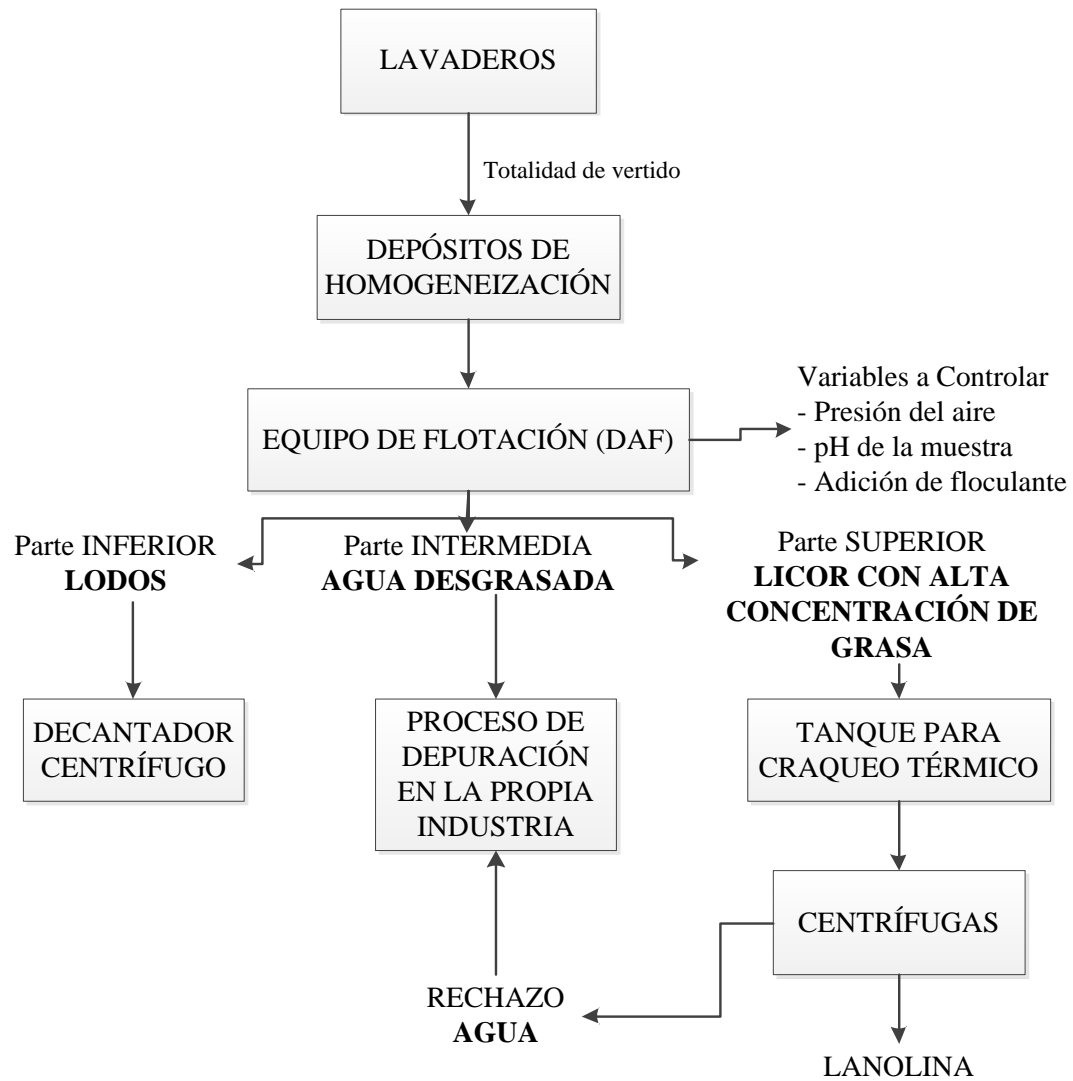 LAVADEROS
Totalidad de vertido
DEPÓSITOS DE
HOMOGENEIZACIÓN
EQUIPO DE FLOTACIÓN (DAF)
Variables a Controlar
- Presión del aire
- pH de la muestra
- Adición de floculante
Parte INFERIOR
LODOS
Parte INTERMEDIA
AGUA DESGRASADA
Parte SUPERIOR
LICOR CON ALTA
CONCENTRACIÓN DE
GRASA
DECANTADOR
CENTRÍFUGO
PROCESO DE
DEPURACIÓN
EN LA PROPIA
INDUSTRIA
TANQUE PARA
CRAQUEO TÉRMICO
CENTRÍFUGAS
RECHAZO
AGUA
LANOLINA